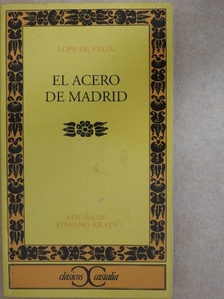 LOPE DE VEGA
EL ACERO
DE MADRID
EDICIÓN DE
STEFANO ARATA
clásicos castalia